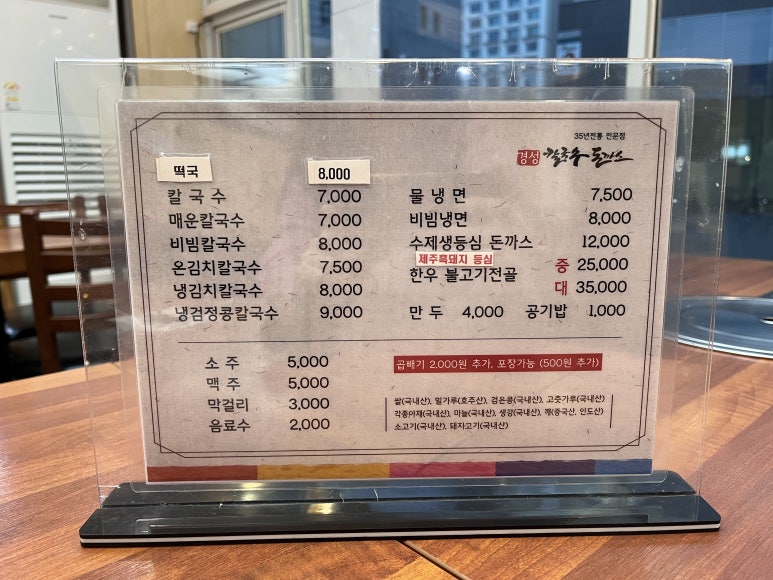 35년전통 전문점
경성 칼국수 돈까스
떡국 8,000
칼국수 7,000
매운칼국수 7,000
비빔칼국수 8,000
온김치칼국수 7,500
냉김치칼국수 8,000
냉검정콩칼국수 9,000
물냉면 7,500
비빔냉면 8,000
수제생등심 돈까스 12,000
제주흑돼지 등심
한우 불고기전골 중 25,000
대 35,000
만두 4,000 공기밥 1,000
소주 5,000
맥주 5,000
막걸리 3,000
음료수 2,000
곱배기 2.000원 추가, 포장가능 (500원 추가)
쌀(국내산), 밀가루(호주산), 검은콩(국내산), 고춧가루(국내산)
각종야채(국내산), 마늘(국내산), 생강(국내산), 깨(중국산, 인도산)
소고기(국내산), 돼지고기(국내산)